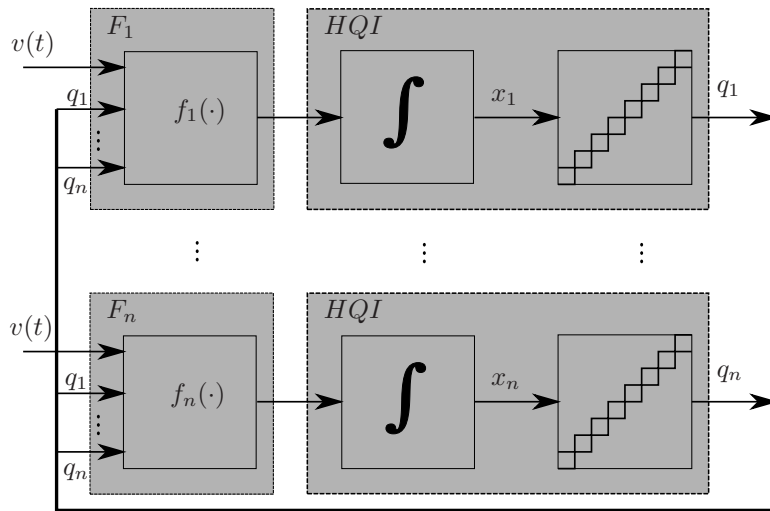 F₁
HQI
v(t)
q₁
⋮
qₙ
f₁(·)
∫
x₁
q₁
⋮
⋮
⋮
Fₙ
HQI
v(t)
q₁
⋮
qₙ
fₙ(·)
∫
xₙ
qₙ